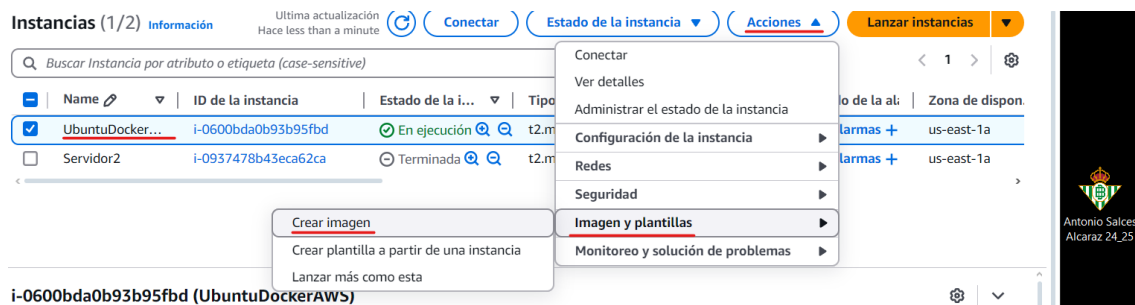 Instancias (1/2) Información
Ultima actualización
Hace less than a minute
Conectar
Estado de la instancia
Acciones
Lanzar instancias
Buscar Instancia por atributo o etiqueta (case-sensitive)
1
Name
ID de la instancia
Estado de la i...
Tipo
Zona de dispon.
UbuntuDocker...
i-0600bda0b93b95fbd
En ejecución
t2.m
larmas
us-east-1a
Servidor2
i-0937478b43eca62ca
Terminada
t2.m
larmas
us-east-1a
Conectar
Ver detalles
Administrar el estado de la instancia
Configuración de la instancia
Redes
Seguridad
Imagen y plantillas
Monitoreo y solución de problemas
Crear imagen
Crear plantilla a partir de una instancia
Lanzar más como esta
i-0600bda0b93b95fbd (UbuntuDockerAWS)
Antonio Salces
Alcaraz 24_25